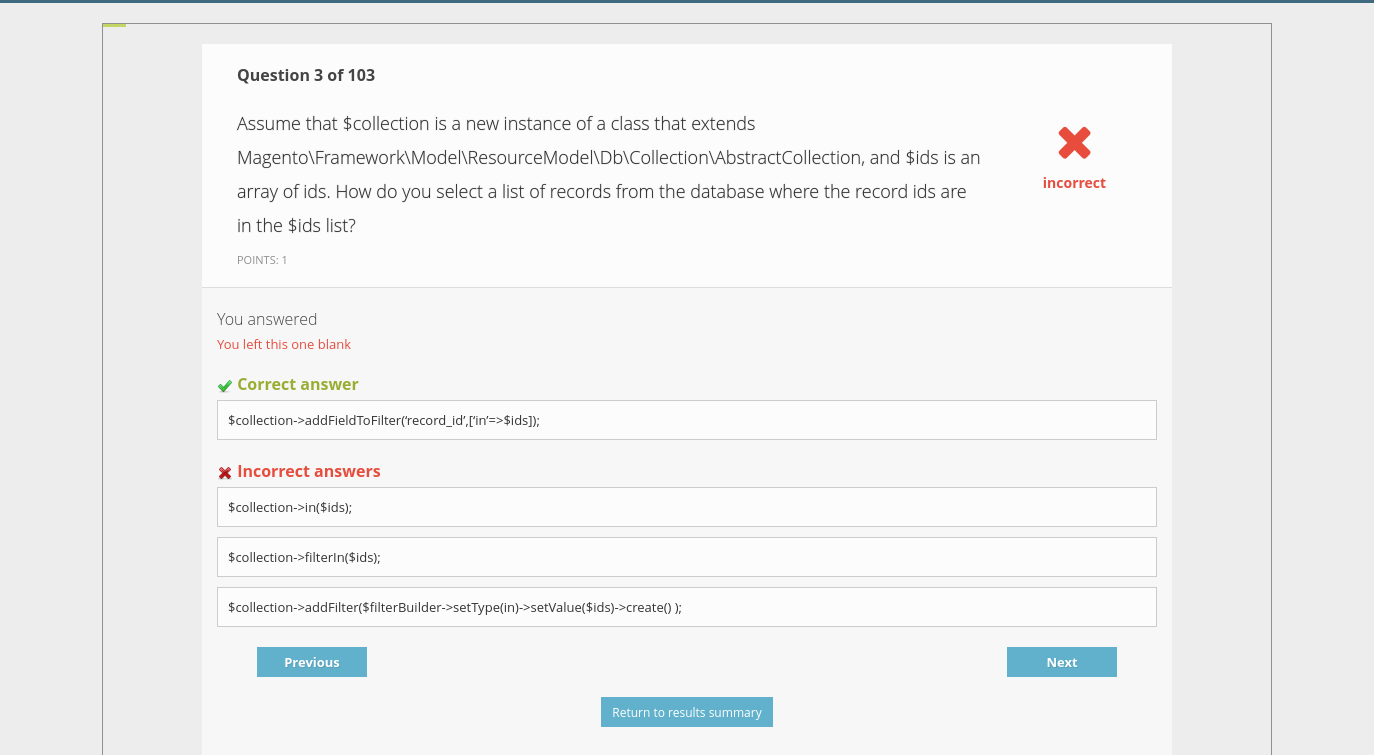 Question 3 of 103
Assume that $collection is a new instance of a class that extends
Magento\Framework\Model\ResourceModel\Db\Collection\AbstractCollection, and $ids is an
array of ids. How do you select a list of records from the database where the record ids are
in the $ids list?
incorrect
POINTS: 1
You answered
You left this one blank
Correct answer
$collection->addFieldToFilter(‘record_id’,[‘in’=>$ids]);
Incorrect answers
$collection->in($ids);
$collection->filterIn($ids);
$collection->addFilter($filterBuilder->setType(in)->setValue($ids)->create() );
Previous
Next
Return to results summary